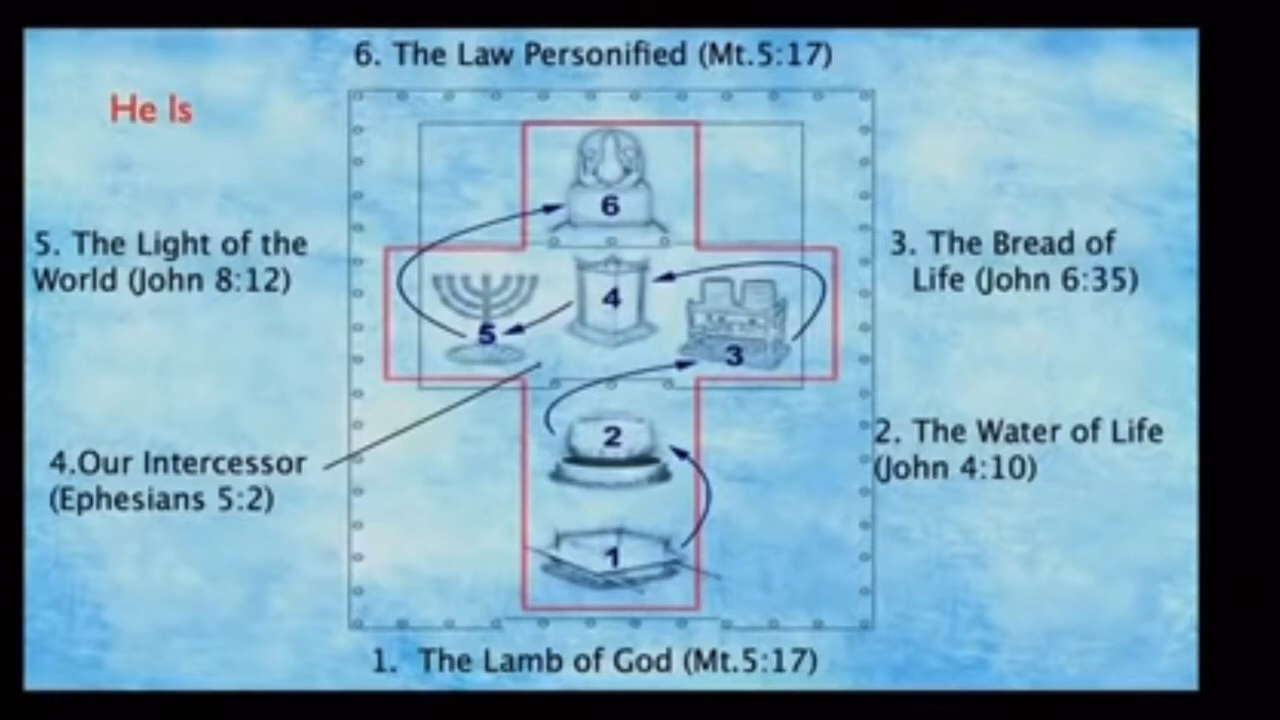 6. The Law Personified (Mt.5:17)
He Is
5. The Light of the
World (John 8:12)
3. The Bread of
Life (John 6:35)
6
4
5
3
2
1
4.Our Intercessor
(Ephesians 5:2)
2. The Water of Life
(John 4:10)
1. The Lamb of God (Mt.5:17)